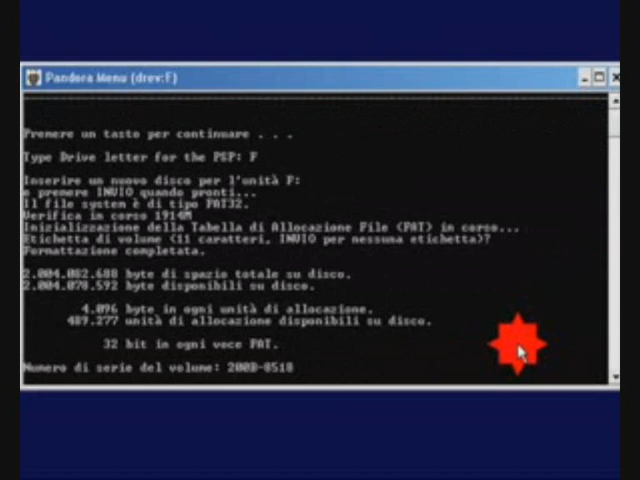 Pandora Menu (drev:F)
Premere un tasto per continuare . . .
Type Drive letter for the PSP: F
Inserire un nuovo disco per l'unità F:
e premere INVIO quando pronti...
Il file system è di tipo FAT32.
Verifica in corso 1914M
Inizializzazione della Tabella di Allocazione File (FAT) in corso...
Etichetta di volume (11 caratteri, INVIO per nessuna etichetta)?
Formattazione completata.
2.004.082.688 byte di spazio totale su disco.
2.004.078.592 byte disponibili su disco.
4.096 byte in ogni unità di allocazione.
489.277 unità di allocazione disponibili su disco.
32 bit in ogni voce FAT.
Numero di serie del volume: 200B-8518